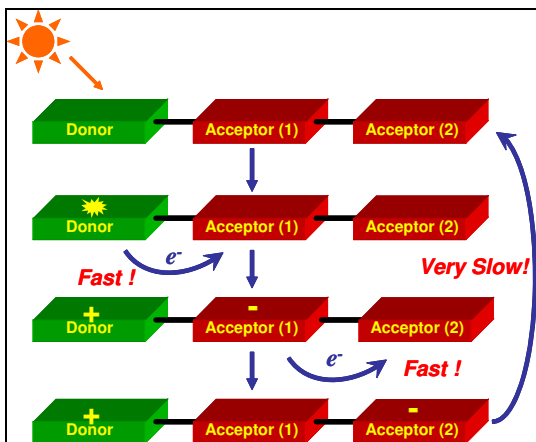 Donor Acceptor (1) Acceptor (2)
Donor Acceptor (1) Acceptor (2)
e-
Fast !
Very Slow!
+ -
Donor Acceptor (1) Acceptor (2)
e-
Fast !
+ -
Donor Acceptor (1) Acceptor (2)